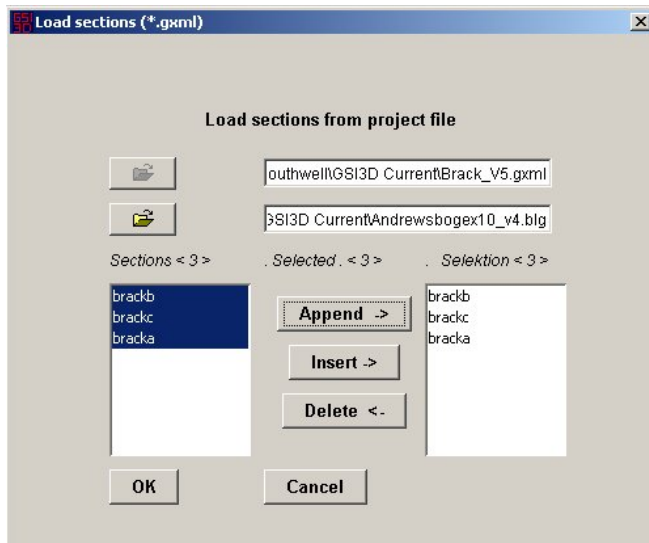 GSI3D Load sections (*.gxml)
Load sections from project file
outhwell\GSI3D Current\Brack_V5.gxml
GSI3D Current\Andrewsbogex10_v4.blg
Sections < 3 > . Selected . < 3 > . Selektion < 3 >
brackb Append -> brackb
brackc brackc
bracka Insert -> bracka
Delete <-
OK Cancel